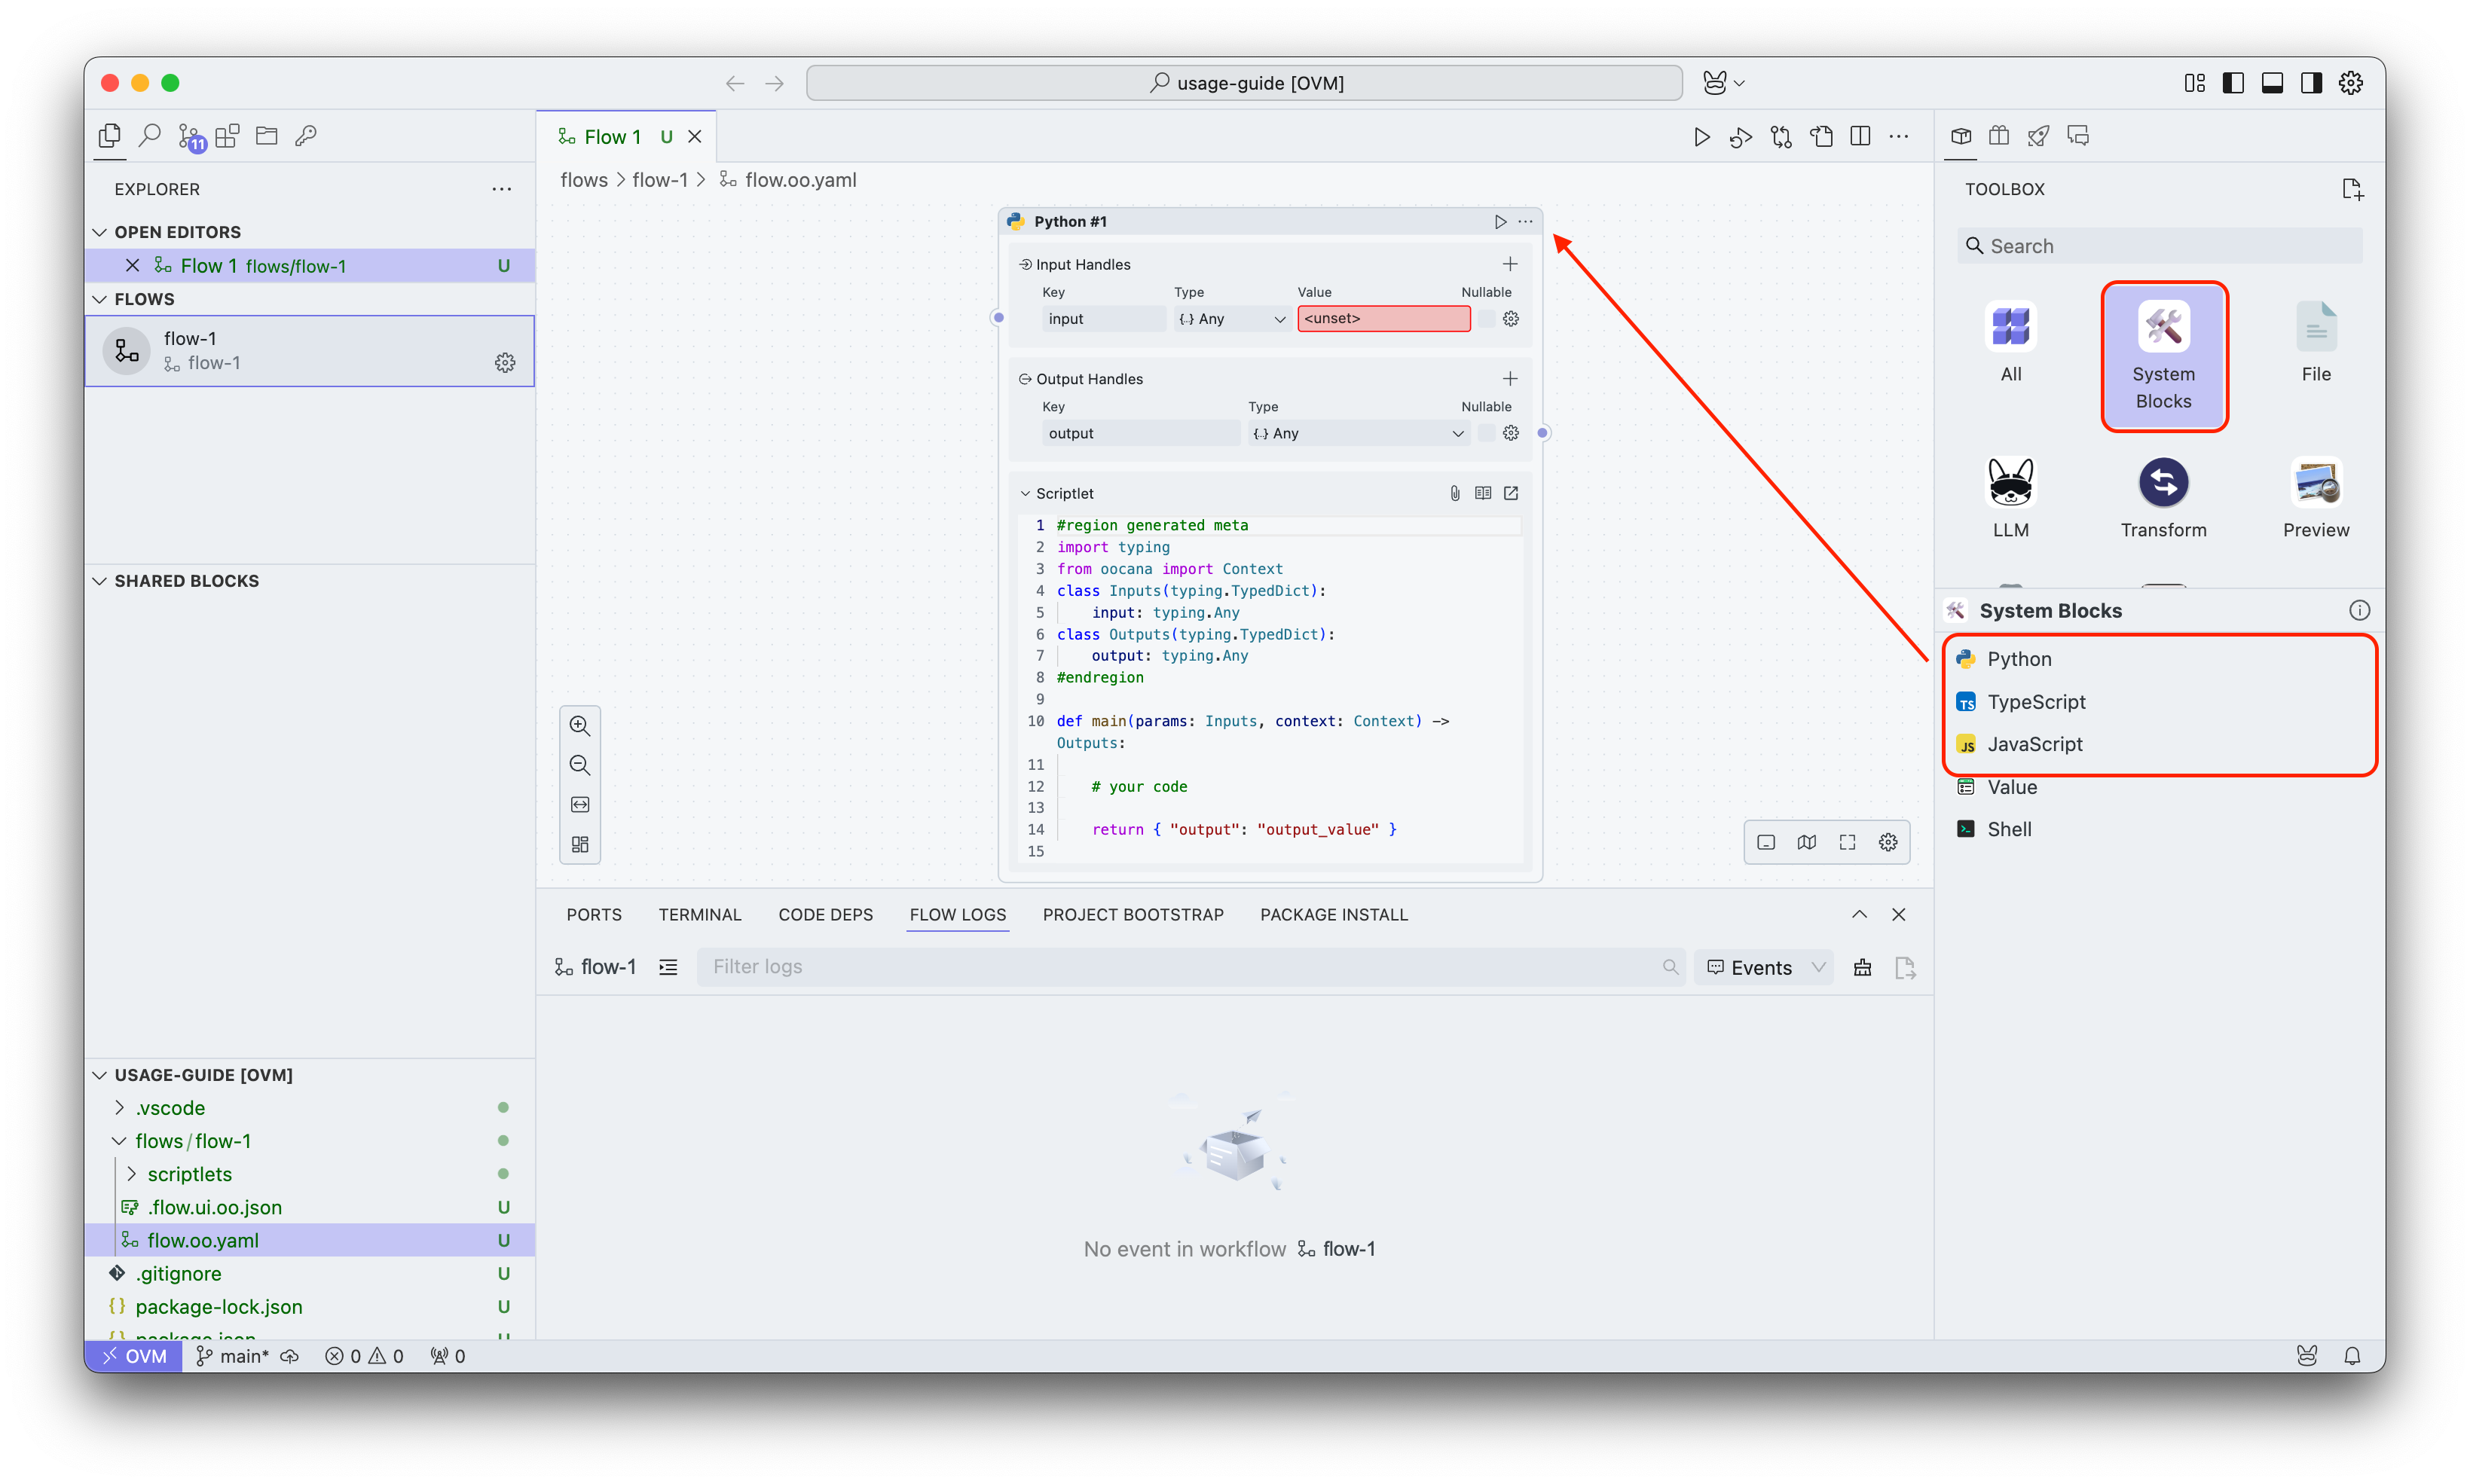 usage-guide [OVM]
11
EXPLORER
OPEN EDITORS
Flow 1 flows/flow-1 U
FLOWS
flow-1
flow-1
SHARED BLOCKS
USAGE-GUIDE [OVM]
.vscode
flows/flow-1
scriptlets
.flow.ui.oo.json U
flow.oo.yaml U
.gitignore U
package-lock.json U
package.json U
Flow 1 U
flows > flow-1 > flow.oo.yaml
Python #1
Input Handles
Key Type Value Nullable
input {..} Any <unset>
Output Handles
Key Type Nullable
output {..} Any
Scriptlet
1 #region generated meta
2 import typing
3 from oocana import Context
4 class Inputs(typing.TypedDict):
5 input: typing.Any
6 class Outputs(typing.TypedDict):
7 output: typing.Any
8 #endregion
9
10 def main(params: Inputs, context: Context) ->
Outputs:
11
12 # your code
13
14 return { "output": "output_value" }
15
PORTS TERMINAL CODE DEPS FLOW LOGS PROJECT BOOTSTRAP PACKAGE INSTALL
flow-1 Filter logs Events
No event in workflow flow-1
TOOLBOX
Search
All
System
Blocks
File
LLM
Transform
Preview
System Blocks
Python
TS TypeScript
JS JavaScript
Value
Shell
OVM main* 0 0 0